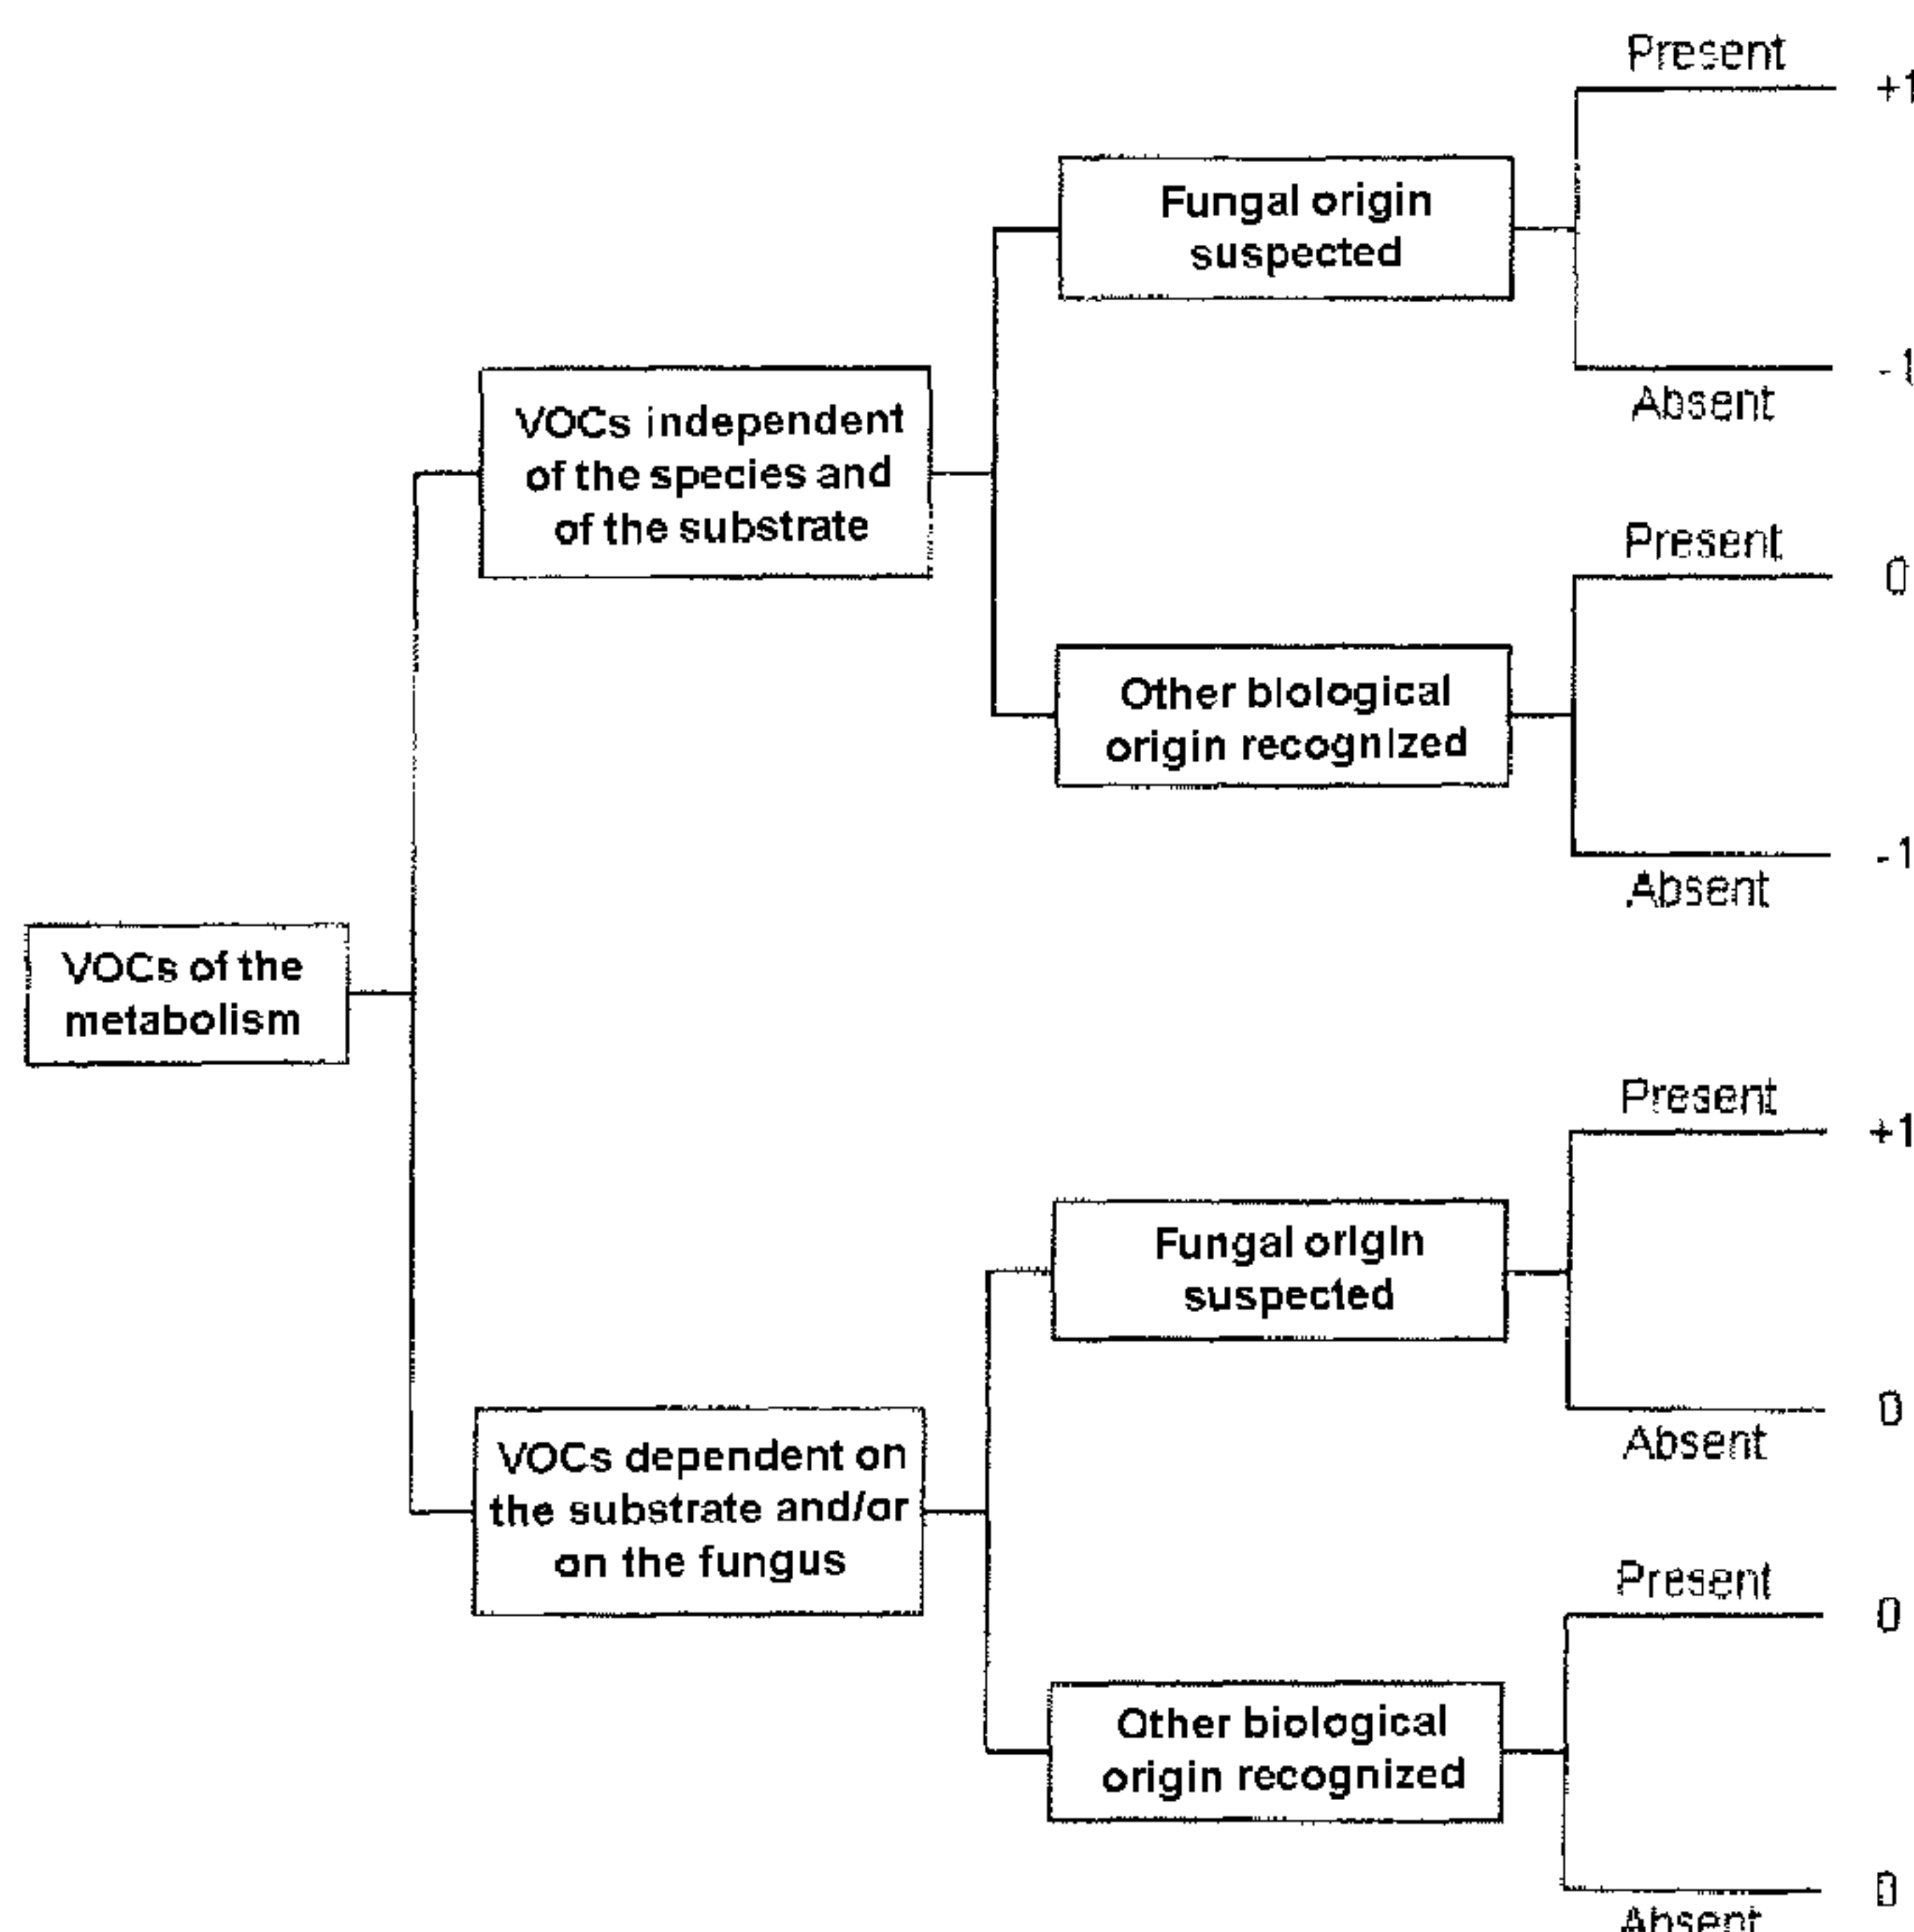 Present
+1
Fungal origin
suspected
-1
Absent
VOCs independent
of the species and
of the substrate
Present
0
Other biological
origin recognized
-1
Absent
VOCs of the
metabolism
Present
+1
Fungal origin
suspected
0
Absent
VOCs dependent on
the substrate and/or
on the fungus
Present
0
Other biological
origin recognized
0
Absent